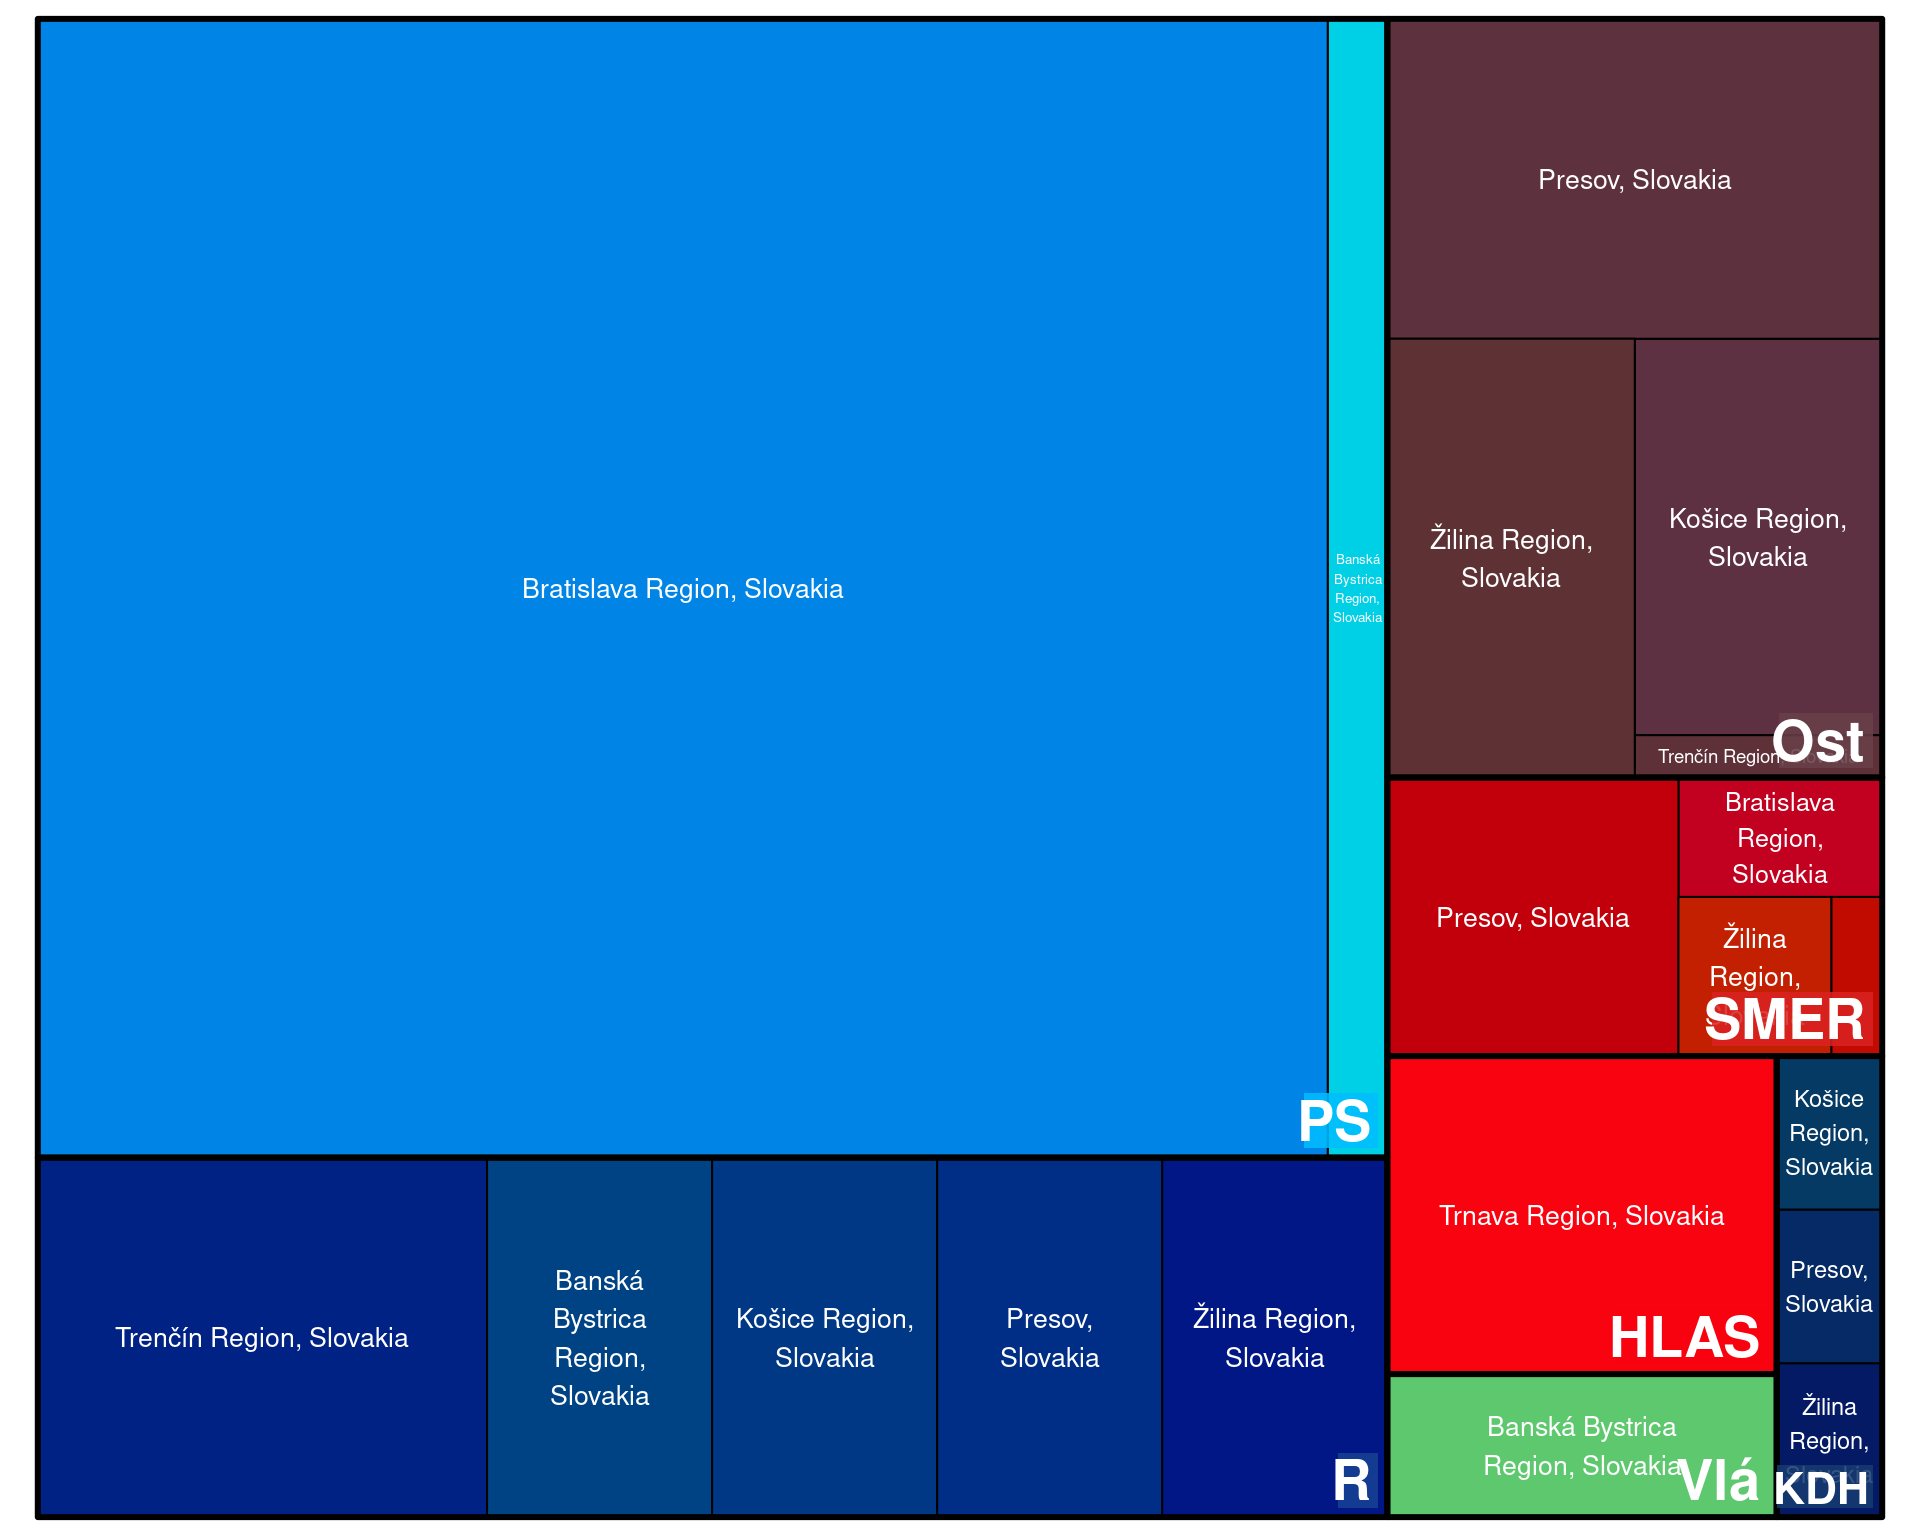 Bratislava Region, Slovakia
Banská
Bystrica
Region,
Slovakia
PS
Trenčín Region, Slovakia
Banská
Bystrica
Region,
Slovakia
Košice Region,
Slovakia
Presov,
Slovakia
Žilina Region,
Slovakia
R
Presov, Slovakia
Žilina Region,
Slovakia
Košice Region,
Slovakia
Trenčín Region
Ost
Presov, Slovakia
Bratislava
Region,
Slovakia
Žilina
Region,
SMER
Trnava Region, Slovakia
HLAS
Banská Bystrica
Region, Slovakia
Vlá
Košice
Region,
Slovakia
Presov,
Slovakia
Žilina
Region,
KDH